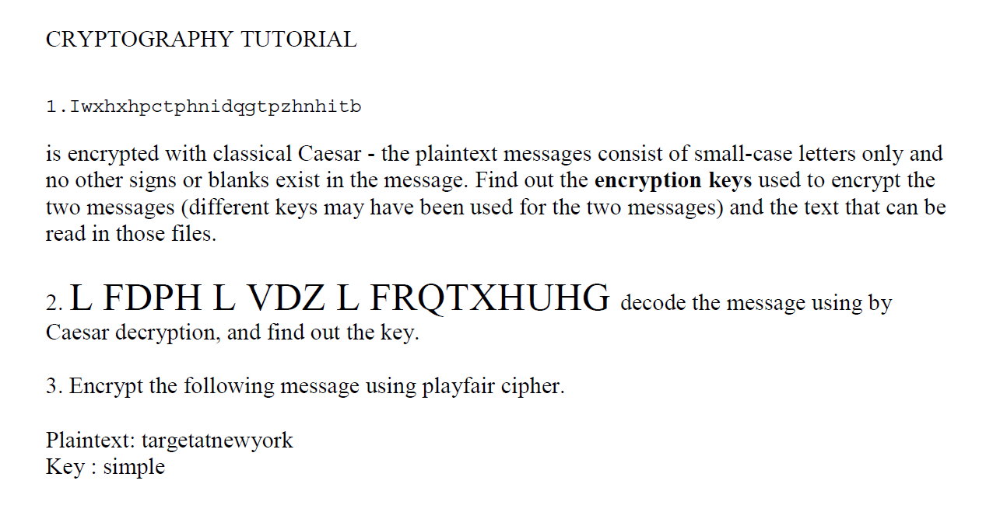 CRYPTOGRAPHY TUTORIAL
1.Iwxhxhpctphnidqgtpzhnhitb
is encrypted with classical Caesar - the plaintext messages consist of small-case letters only and
no other signs or blanks exist in the message. Find out the encryption keys used to encrypt the
two messages (different keys may have been used for the two messages) and the text that can be
read in those files.
2. L FDPH L VDZ L FRQTXHUHG decode the message using by
Caesar decryption, and find out the key.
3. Encrypt the following message using playfair cipher.
Plaintext: targetatnewyork
Key : simple